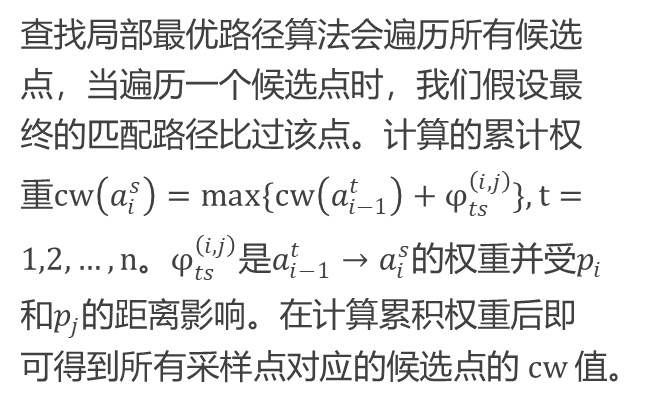 查找局部最优路径算法会遍历所有候选
点，当遍历一个候选点时，我们假设最
终的匹配路径比过该点。计算的累计权
重cw(a_i^s) = max{cw(a_{i−1}^t) + φ_{ts}^{(i,j)}}, t =
1,2, … , n。φ_{ts}^{(i,j)}是a_{i−1}^t → a_i^s的权重并受p_i
和p_j的距离影响。在计算累积权重后即
可得到所有采样点对应的候选点的 cw 值。